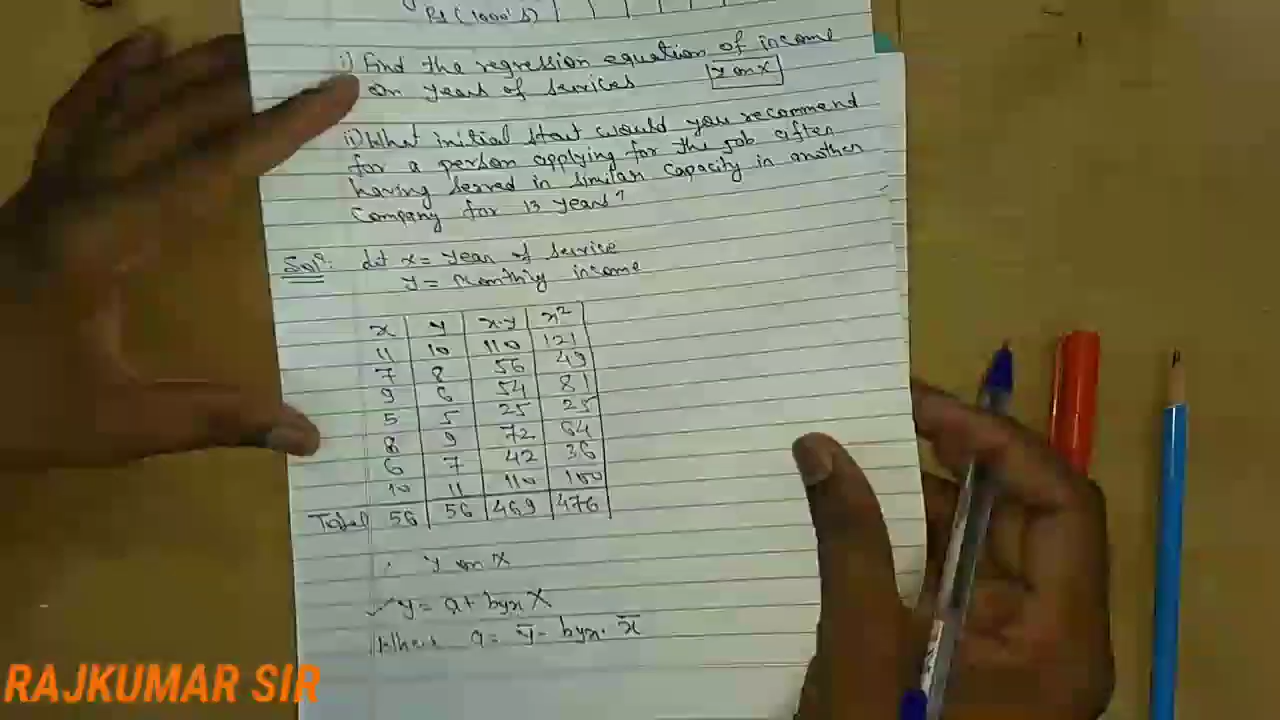 Rs (1000's)
i) Find the regression equation of income
on years of services
Y on X
ii) What initial start would you recommend
for a person applying for the job after
having served in similar capacity in another
Company for 13 years?
Solⁿ: Let x = year of service
y = Monthly income
x y x.y x²
11 10 110 121
7 8 56 49
9 6 54 81
5 5 25 25
8 9 72 64
6 7 42 36
10 11 110 100
Total 56 56 469 476
Y on X
y = a + byx X
Where a = ȳ - byx. x̄
RAJKUMAR SIR